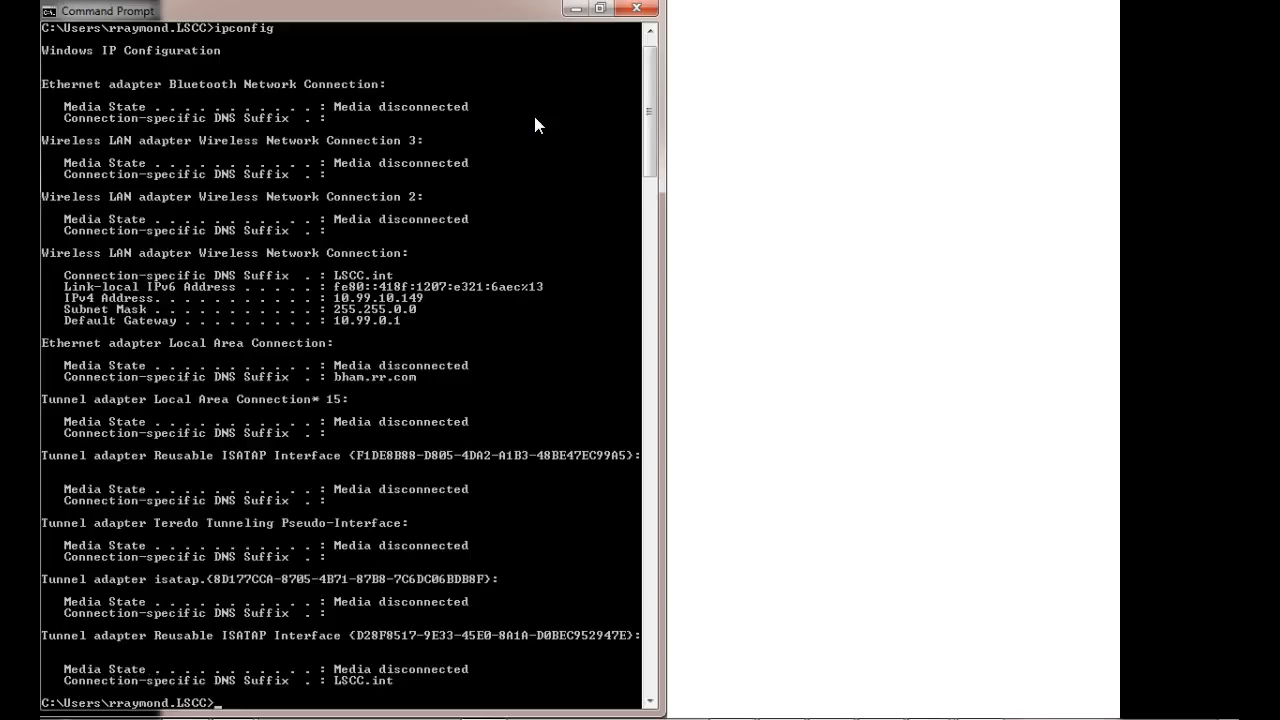 Command Prompt
C:\Users\rraymond.LSCC>ipconfig
Windows IP Configuration
Ethernet adapter Bluetooth Network Connection:
Media State . . . . . . . . . . . : Media disconnected
Connection-specific DNS Suffix  . :
Wireless LAN adapter Wireless Network Connection 3:
Media State . . . . . . . . . . . : Media disconnected
Connection-specific DNS Suffix  . :
Wireless LAN adapter Wireless Network Connection 2:
Media State . . . . . . . . . . . : Media disconnected
Connection-specific DNS Suffix  . :
Wireless LAN adapter Wireless Network Connection:
Connection-specific DNS Suffix  . : LSCC.int
Link-local IPv6 Address . . . . . : fe80::418f:1207:e321:6aec%13
IPv4 Address. . . . . . . . . . . : 10.99.10.149
Subnet Mask . . . . . . . . . . . : 255.255.0.0
Default Gateway . . . . . . . . . : 10.99.0.1
Ethernet adapter Local Area Connection:
Media State . . . . . . . . . . . : Media disconnected
Connection-specific DNS Suffix  . : bham.rr.com
Tunnel adapter Local Area Connection* 15:
Media State . . . . . . . . . . . : Media disconnected
Connection-specific DNS Suffix  . :
Tunnel adapter Reusable ISATAP Interface {F1DE8B88-D805-4DA2-A1B3-48BE47EC99A5}:
Media State . . . . . . . . . . . : Media disconnected
Connection-specific DNS Suffix  . :
Tunnel adapter Teredo Tunneling Pseudo-Interface:
Media State . . . . . . . . . . . : Media disconnected
Connection-specific DNS Suffix  . :
Tunnel adapter isatap.{8D177CCA-8705-4B71-87B8-7C6DC06BDB8F}:
Media State . . . . . . . . . . . : Media disconnected
Connection-specific DNS Suffix  . :
Tunnel adapter Reusable ISATAP Interface {D28F8517-9E33-45E0-8A1A-D0BEC952947E}:
Media State . . . . . . . . . . . : Media disconnected
Connection-specific DNS Suffix  . : LSCC.int
C:\Users\rraymond.LSCC>_